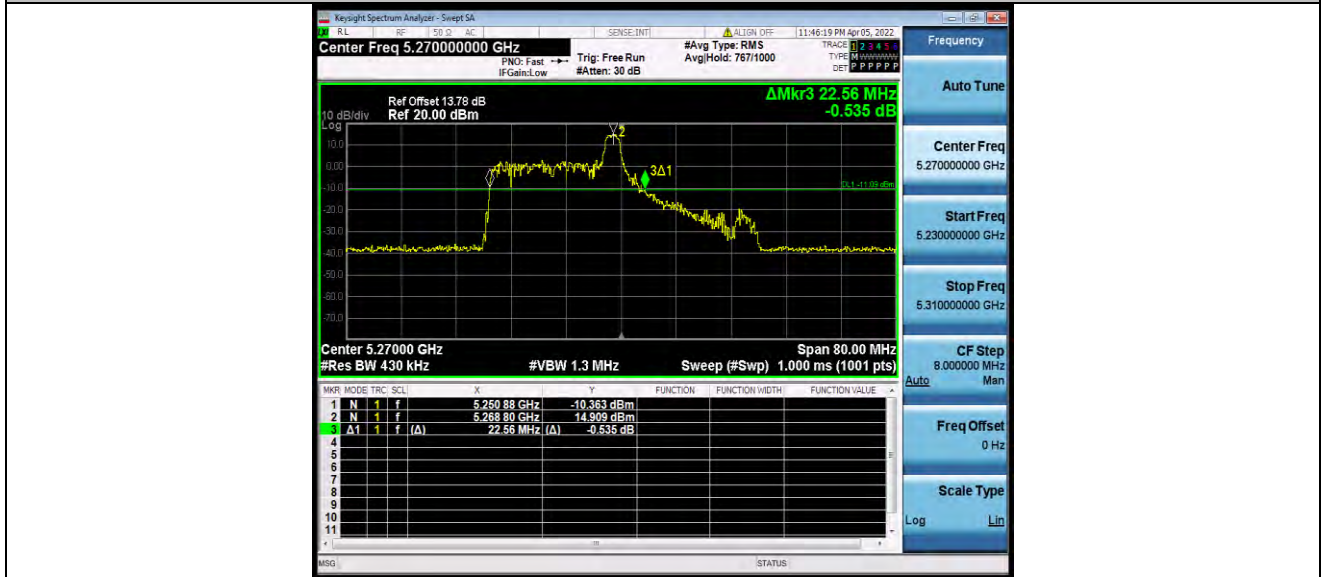 Keysight Spectrum Analyzer - Swept SA
RL RF 50 Ω AC SENSE:INT ALIGN OFF 11:46:19 PM Apr 05, 2022
Center Freq 5.270000000 GHz #Avg Type: RMS TRACE 1 2 3 4 5 6
PNO: Fast Trig: Free Run Avg|Hold: 767/1000 TYPE M WWWWW
IFGain:Low #Atten: 30 dB DET P P P P P P
ΔMkr3 22.56 MHz
-0.535 dB
Ref Offset 13.78 dB
10 dB/div Ref 20.00 dBm
Log
10.0
0.00
-10.0
-20.0
-30.0
-40.0
-50.0
-60.0
-70.0
2
3Δ1
DL1 -11.09 dBm
Center 5.27000 GHz Span 80.00 MHz
#Res BW 430 kHz #VBW 1.3 MHz Sweep (#Swp) 1.000 ms (1001 pts)
MKR MODE TRC SCL X Y FUNCTION FUNCTION WIDTH FUNCTION VALUE
1 N 1 f 5.250 88 GHz -10.363 dBm
2 N 1 f 5.268 80 GHz 14.909 dBm
3 Δ1 1 f (Δ) 22.56 MHz (Δ) -0.535 dB
4
5
6
7
8
9
10
11
MSG STATUS
Frequency
Auto Tune
Center Freq
5.270000000 GHz
Start Freq
5.230000000 GHz
Stop Freq
5.310000000 GHz
CF Step
8.000000 MHz
Auto Man
Freq Offset
0 Hz
Scale Type
Log Lin